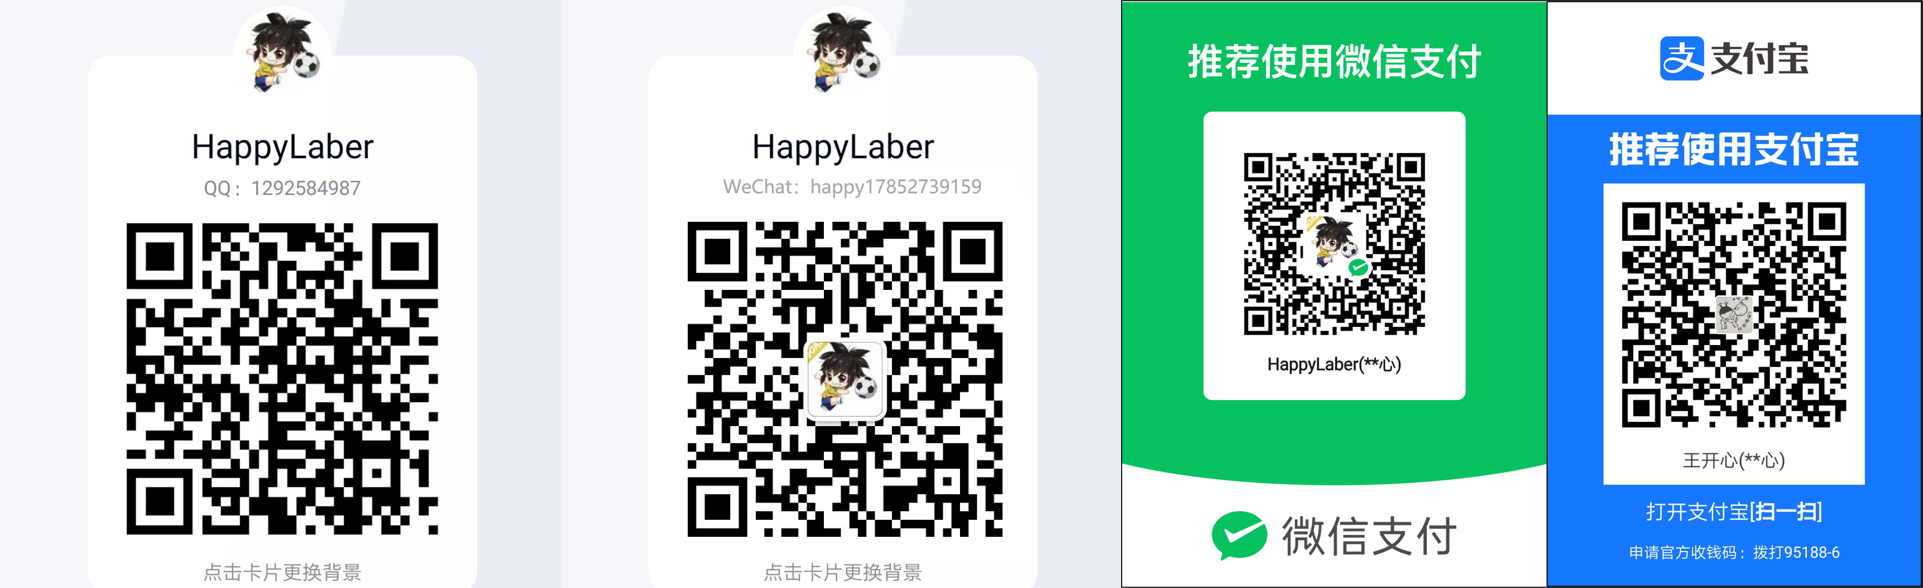 HappyLaber
QQ：1292584987
点击卡片更换背景
HappyLaber
WeChat：happy17852739159
点击卡片更换背景
推荐使用微信支付
HappyLaber(**心)
微信支付
支付宝
推荐使用支付宝
王开心(**心)
打开支付宝[扫一扫]
申请官方收钱码：拨打95188-6